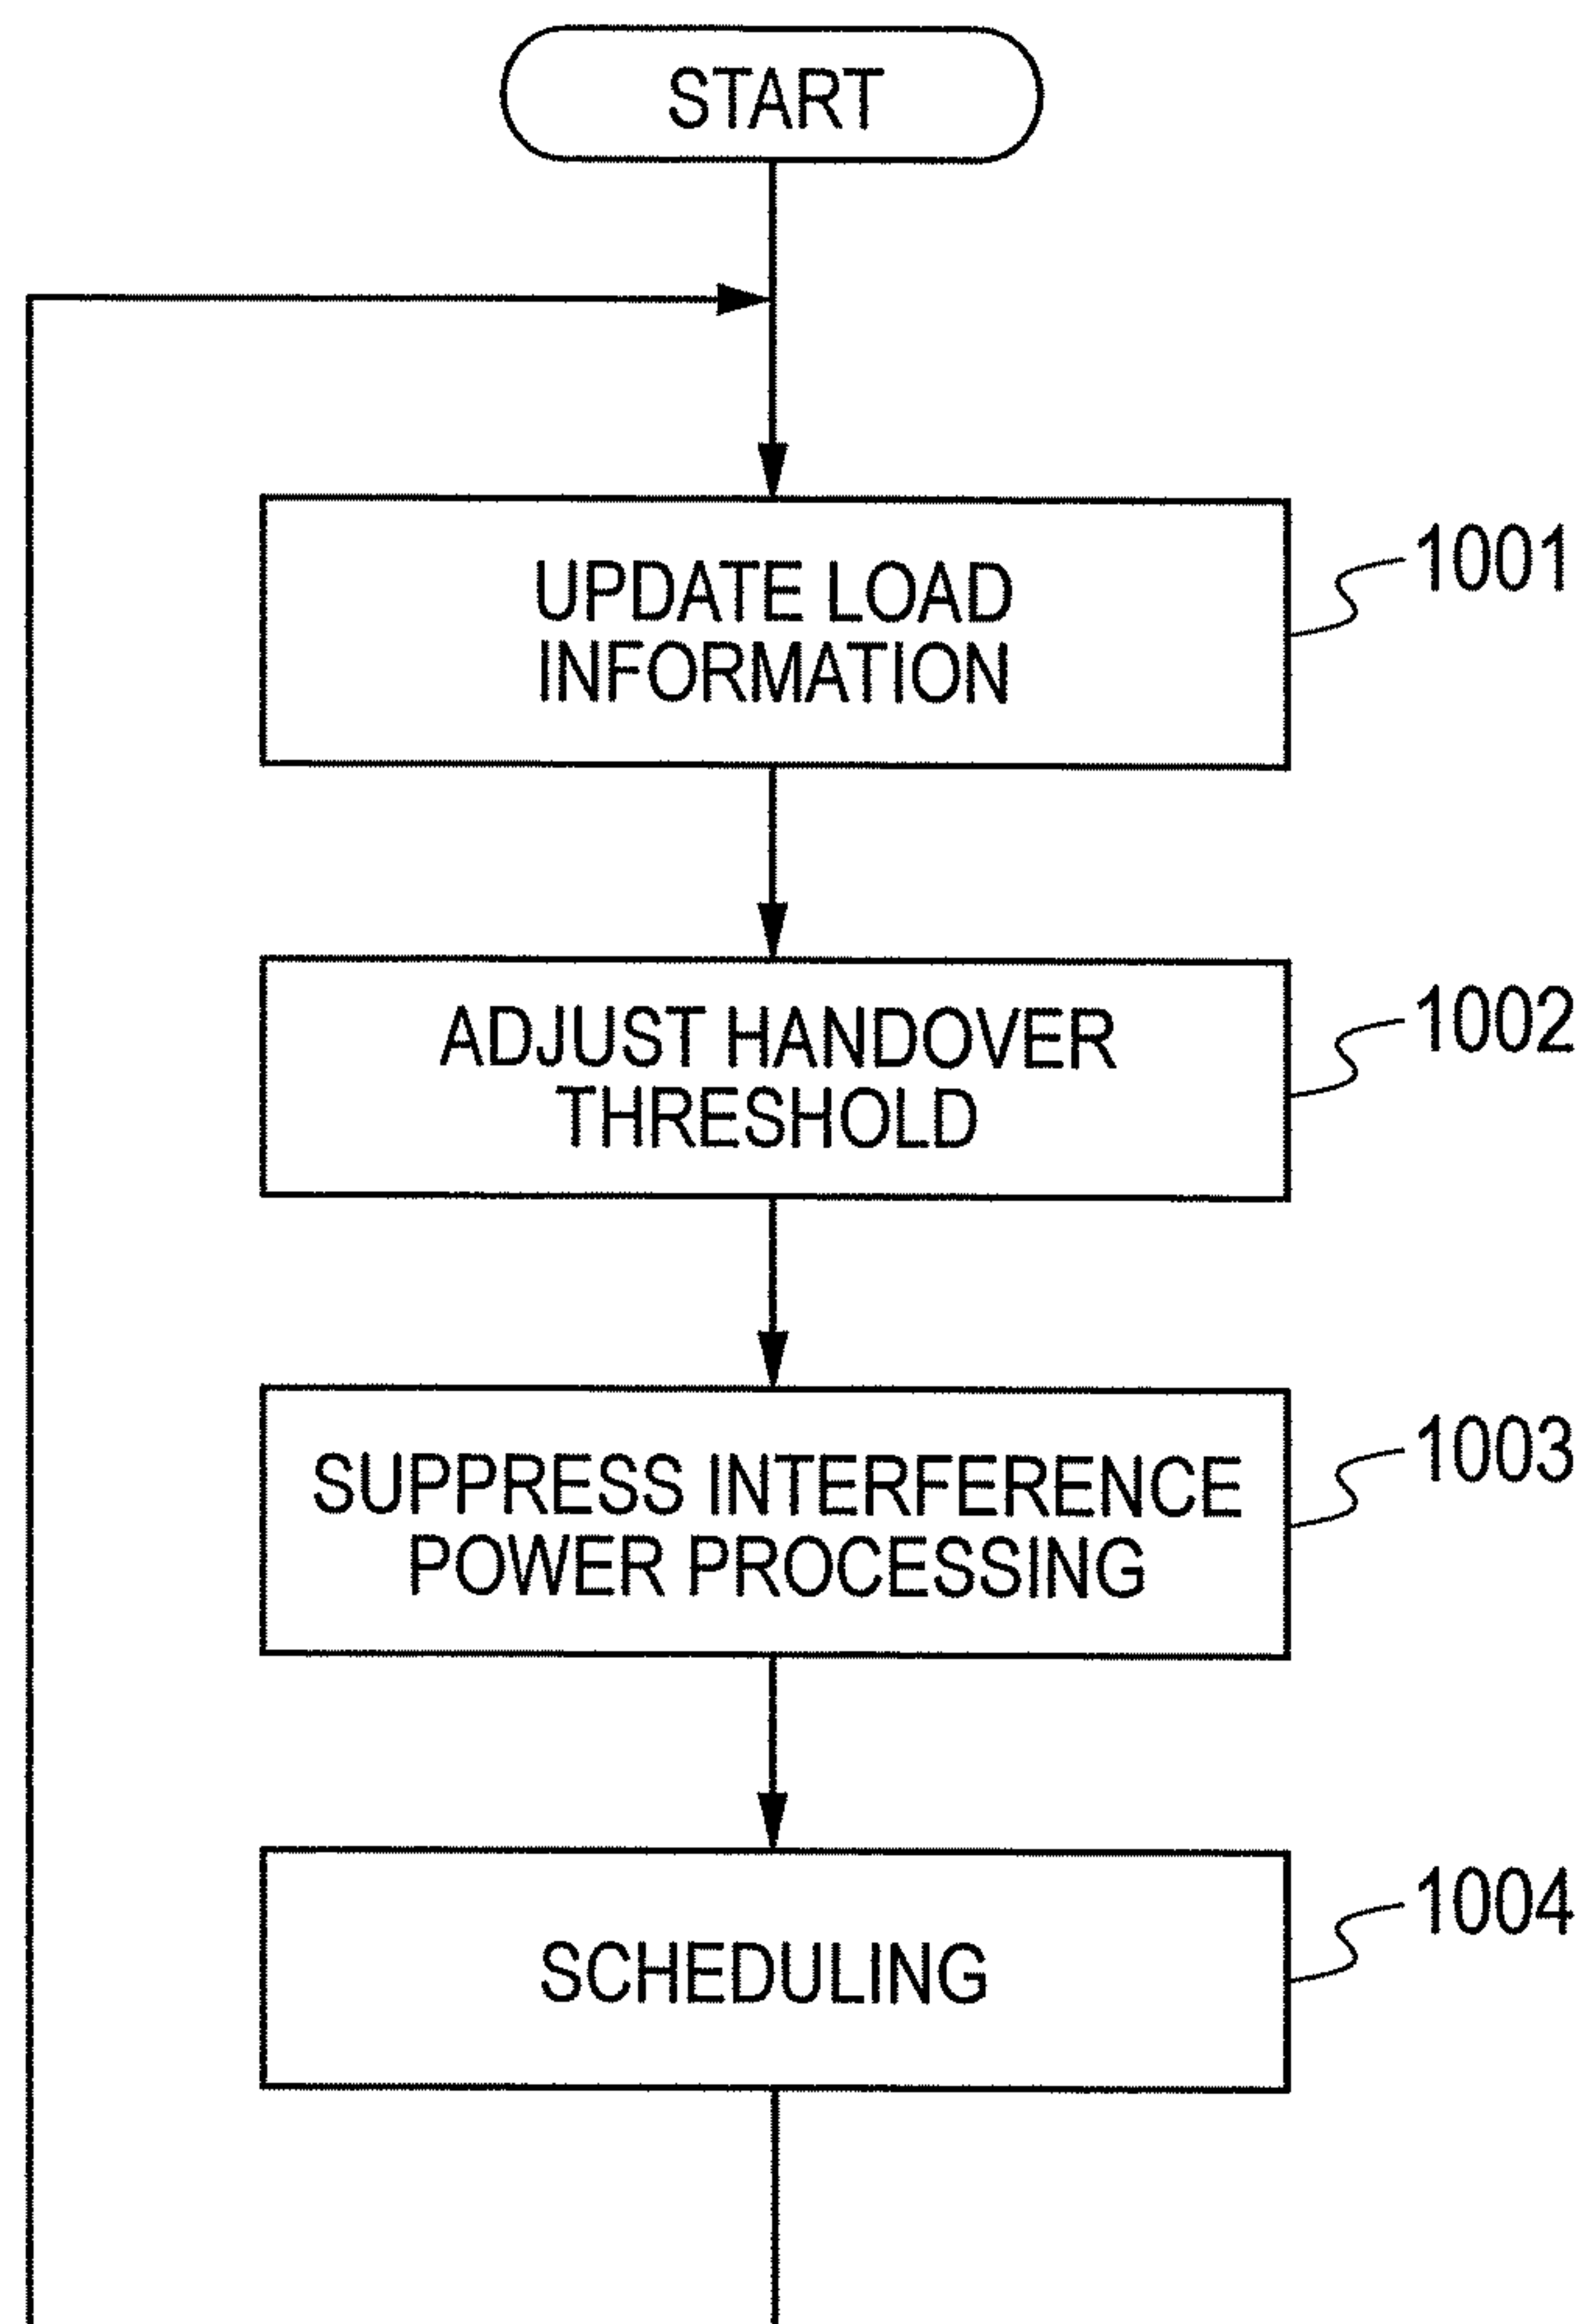 START
UPDATE LOAD
INFORMATION
1001
ADJUST HANDOVER
THRESHOLD
1002
SUPPRESS INTERFERENCE
POWER PROCESSING
1003
SCHEDULING
1004